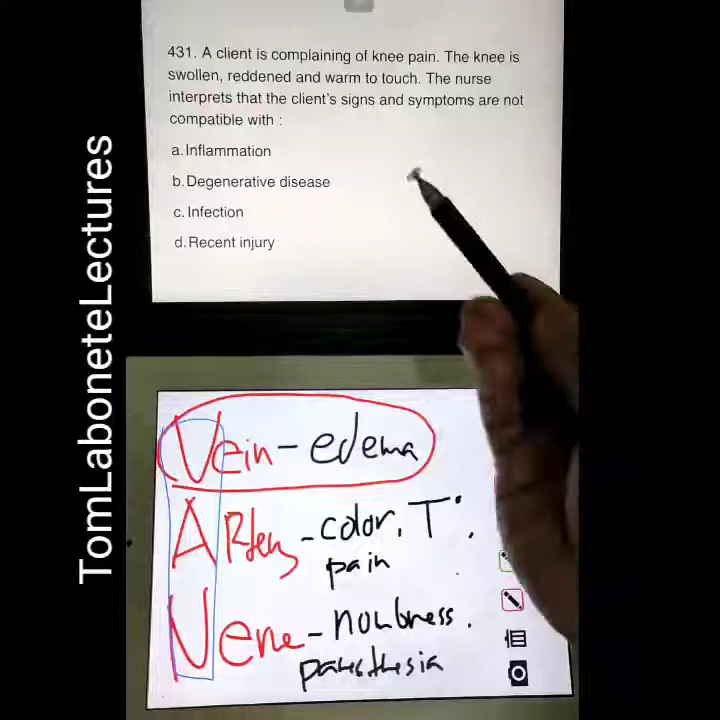 431. A client is complaining of knee pain. The knee is
swollen, reddened and warm to touch. The nurse
interprets that the client's signs and symptoms are not
compatible with :
a. Inflammation
b. Degenerative disease
c. Infection
d. Recent injury
TomLaboneteLectures
Vein - edema
ARtery - color, T°.
pain
Nerve - numbness.
paresthesia